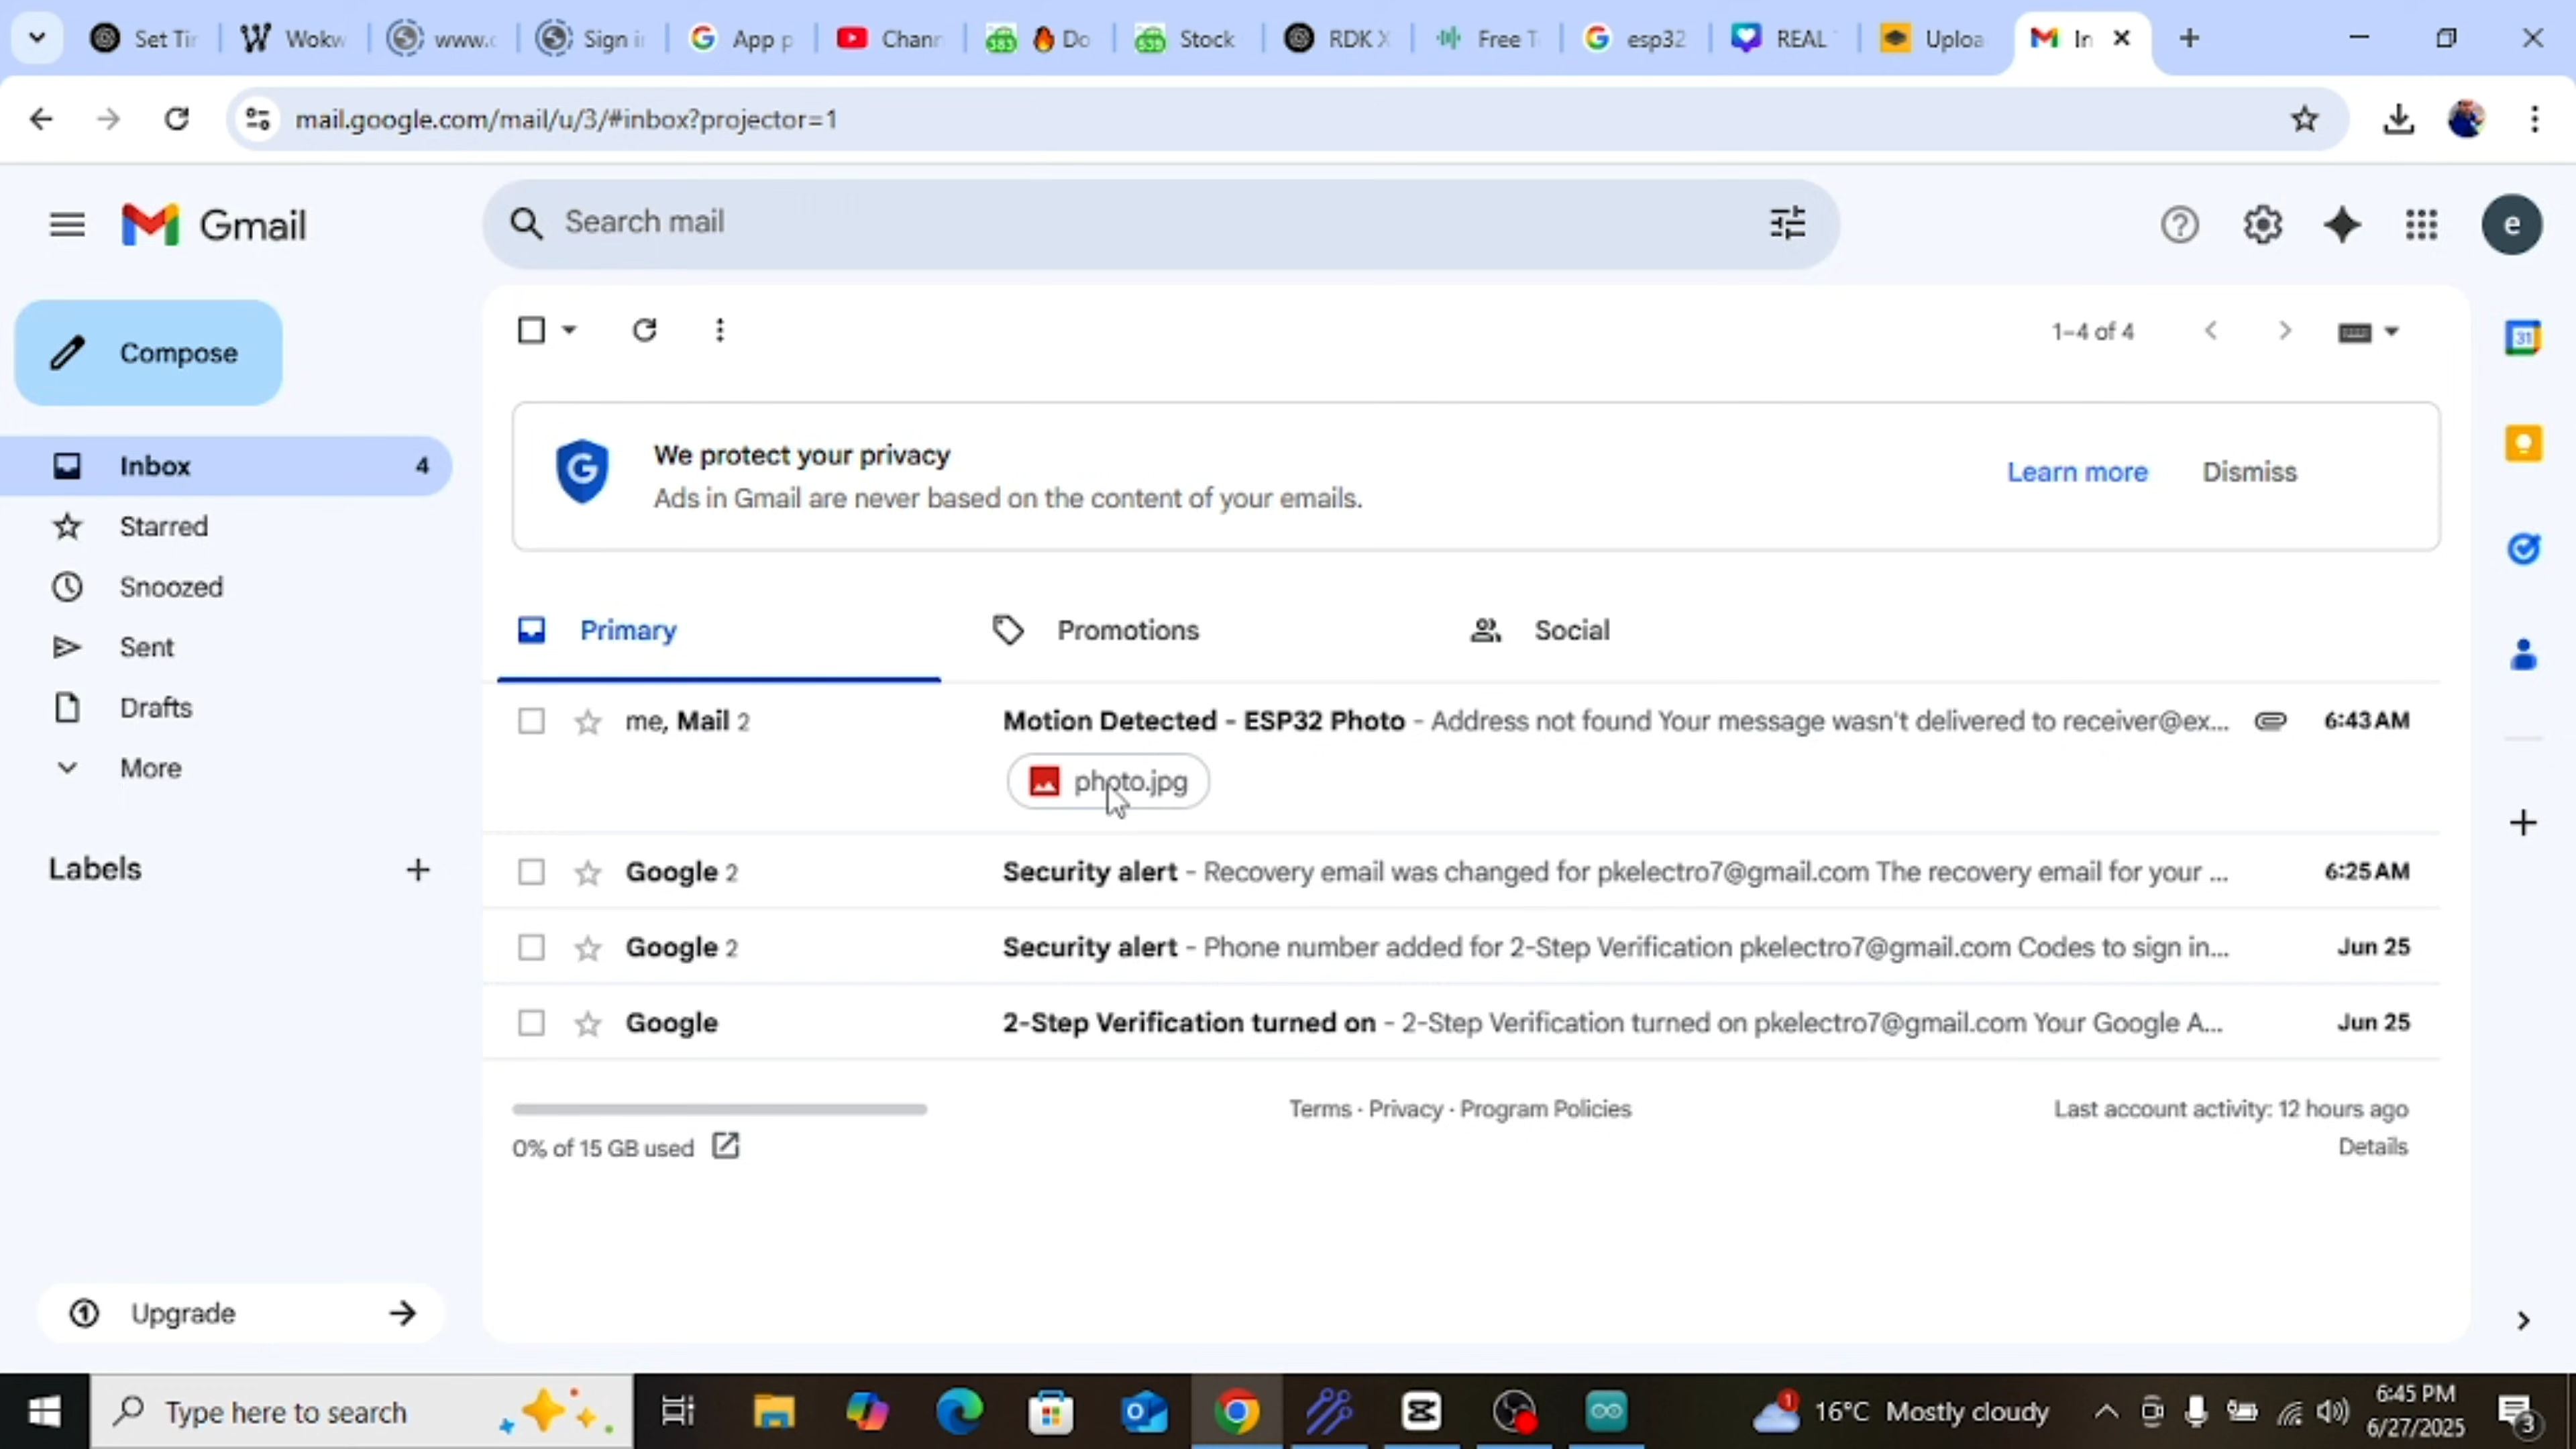 Set Tir
Wokw
www.c
Sign i
App p
Chann
Do
Stock
RDK X
Free T
esp32
REAL
Uploa
In
mail.google.com/mail/u/3/#inbox?projector=1
Gmail
Search mail
e
Compose
1–4 of 4
31
We protect your privacy
Ads in Gmail are never based on the content of your emails.
Learn more
Dismiss
Inbox
4
Starred
Snoozed
Sent
Drafts
More
Labels
Primary
Promotions
Social
me, Mail 2
Motion Detected - ESP32 Photo - Address not found Your message wasn't delivered to receiver@ex...
6:43 AM
photo.jpg
Google 2
Security alert - Recovery email was changed for pkelectro7@gmail.com The recovery email for your ...
6:25 AM
Google 2
Security alert - Phone number added for 2-Step Verification pkelectro7@gmail.com Codes to sign in...
Jun 25
Google
2-Step Verification turned on - 2-Step Verification turned on pkelectro7@gmail.com Your Google A...
Jun 25
0% of 15 GB used
Terms · Privacy · Program Policies
Last account activity: 12 hours ago
Details
Upgrade
Type here to search
1
16°C Mostly cloudy
6:45 PM
6/27/2025
3